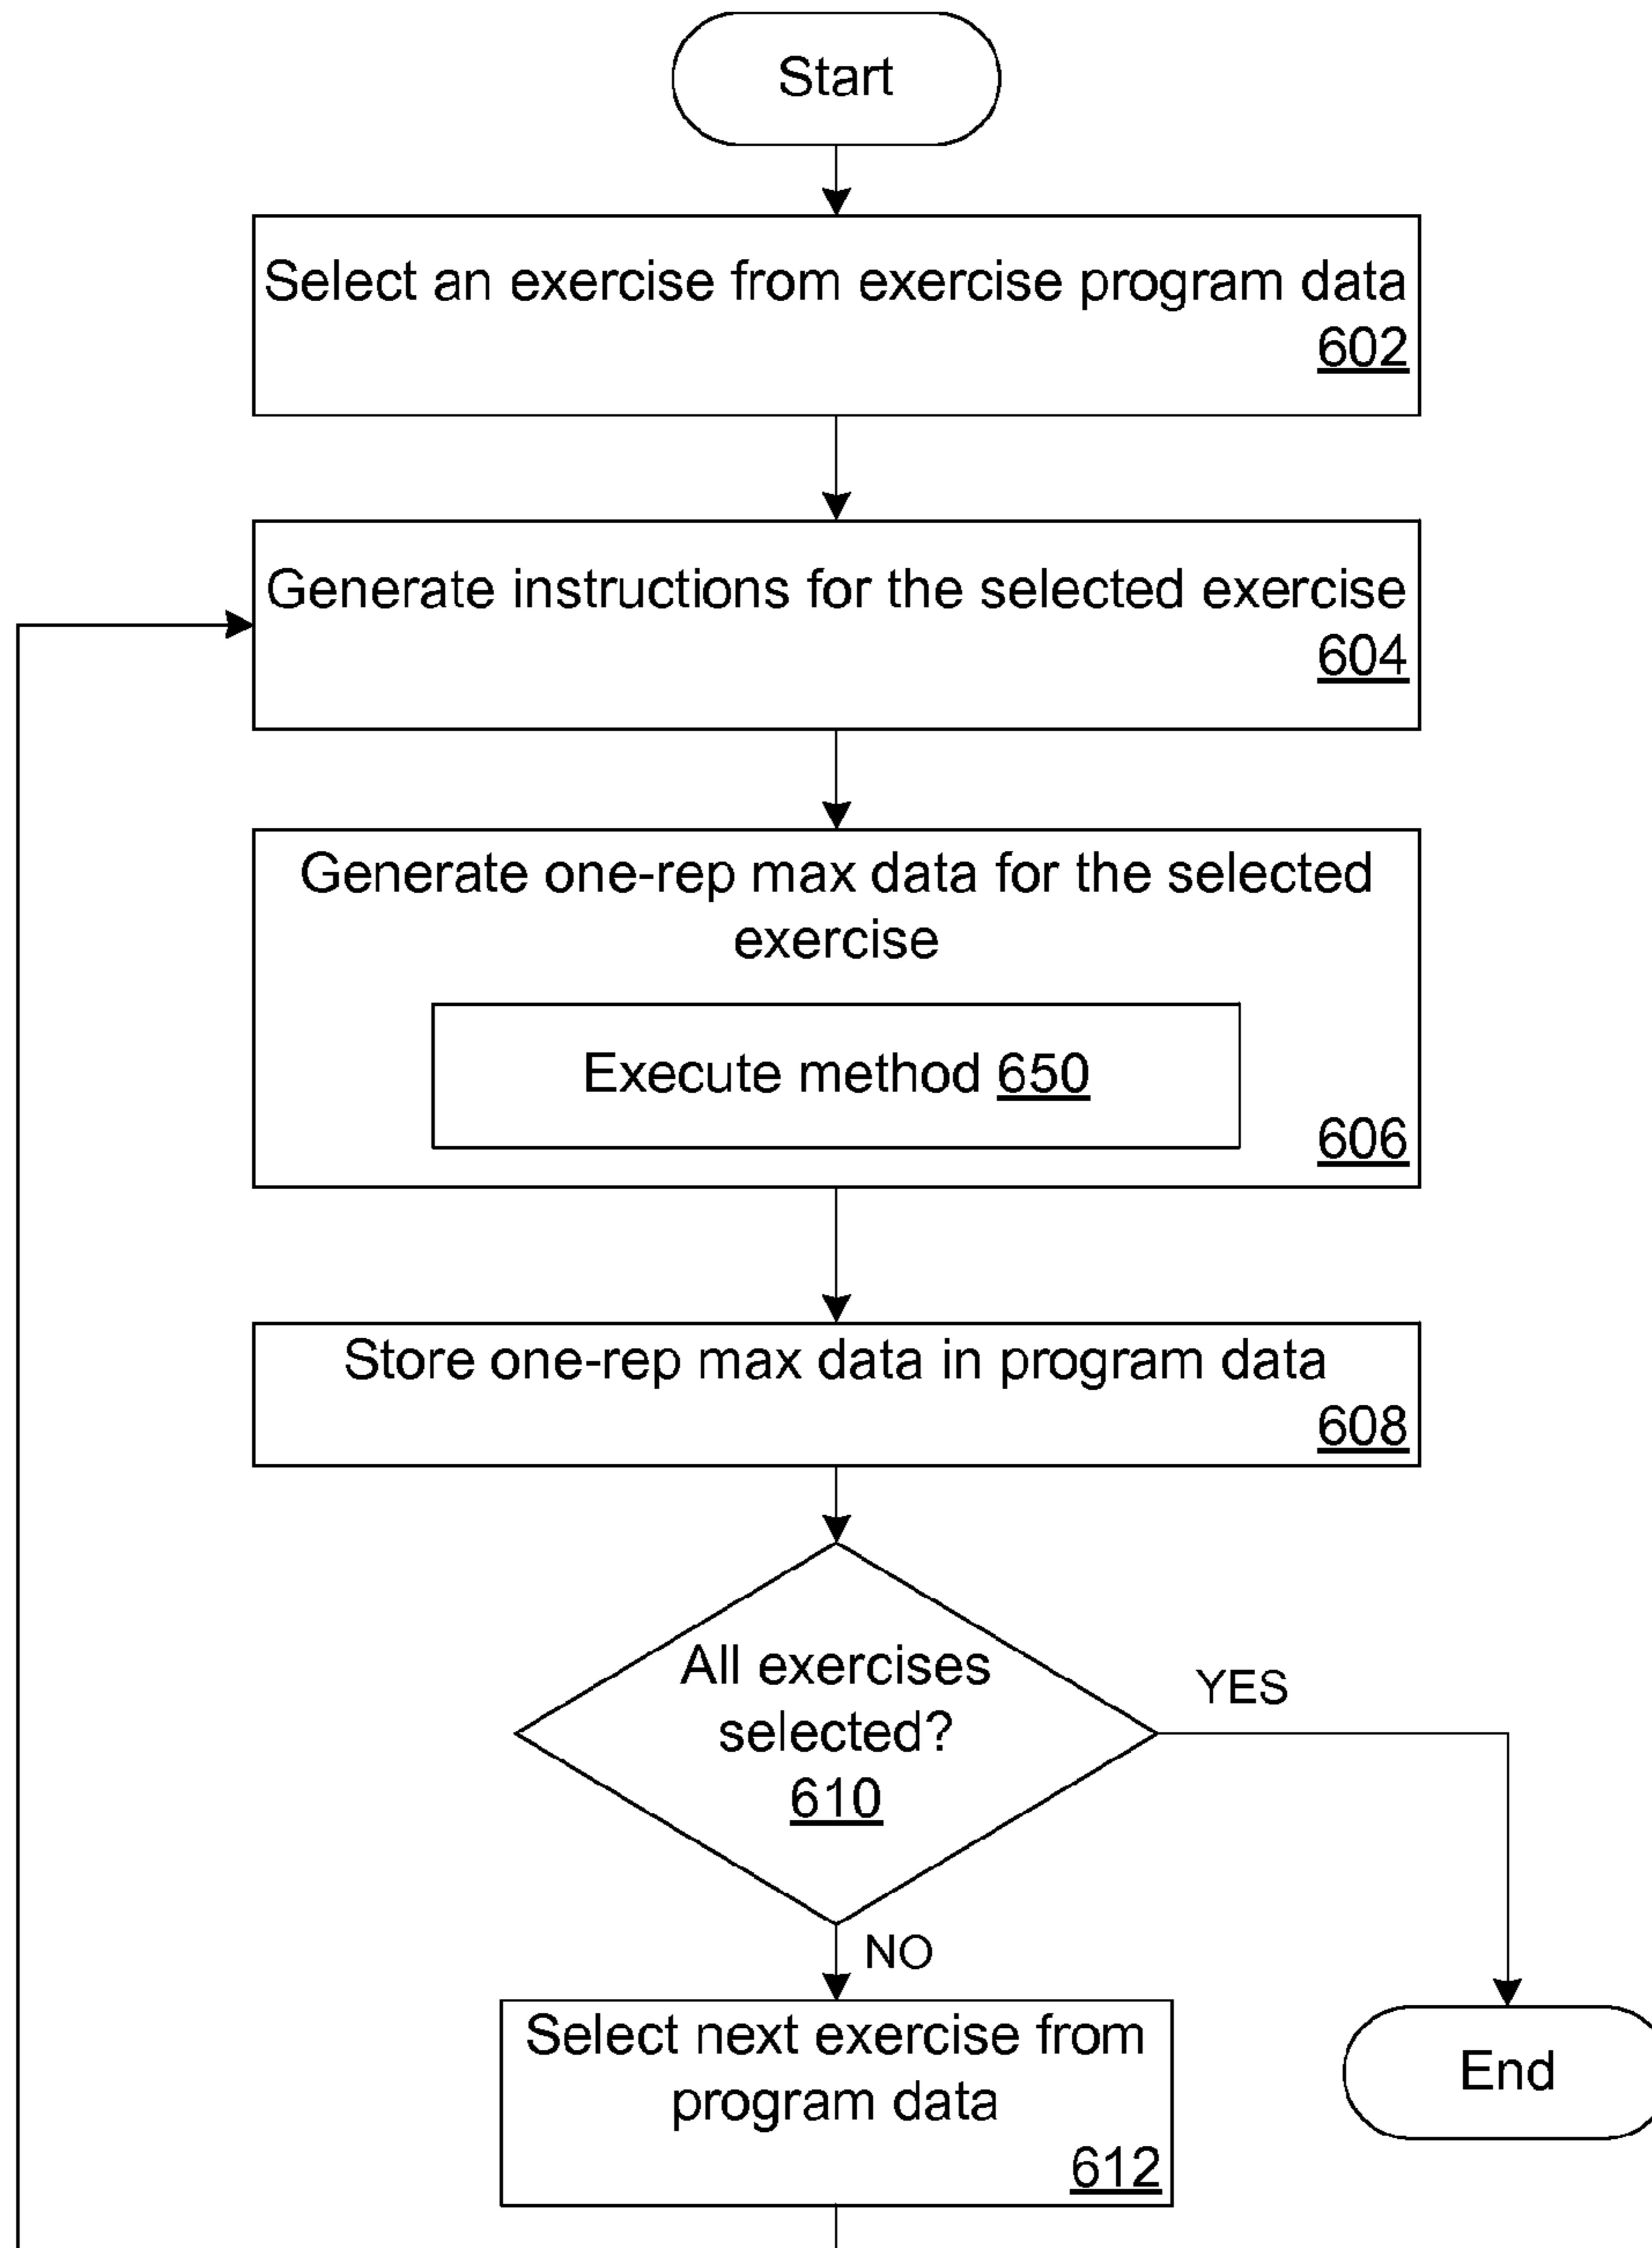 Start
Select an exercise from exercise program data
602
Generate instructions for the selected exercise
604
Generate one-rep max data for the selected
exercise
Execute method 650
606
Store one-rep max data in program data
608
All exercises
selected?
610
YES
NO
Select next exercise from
program data
612
End